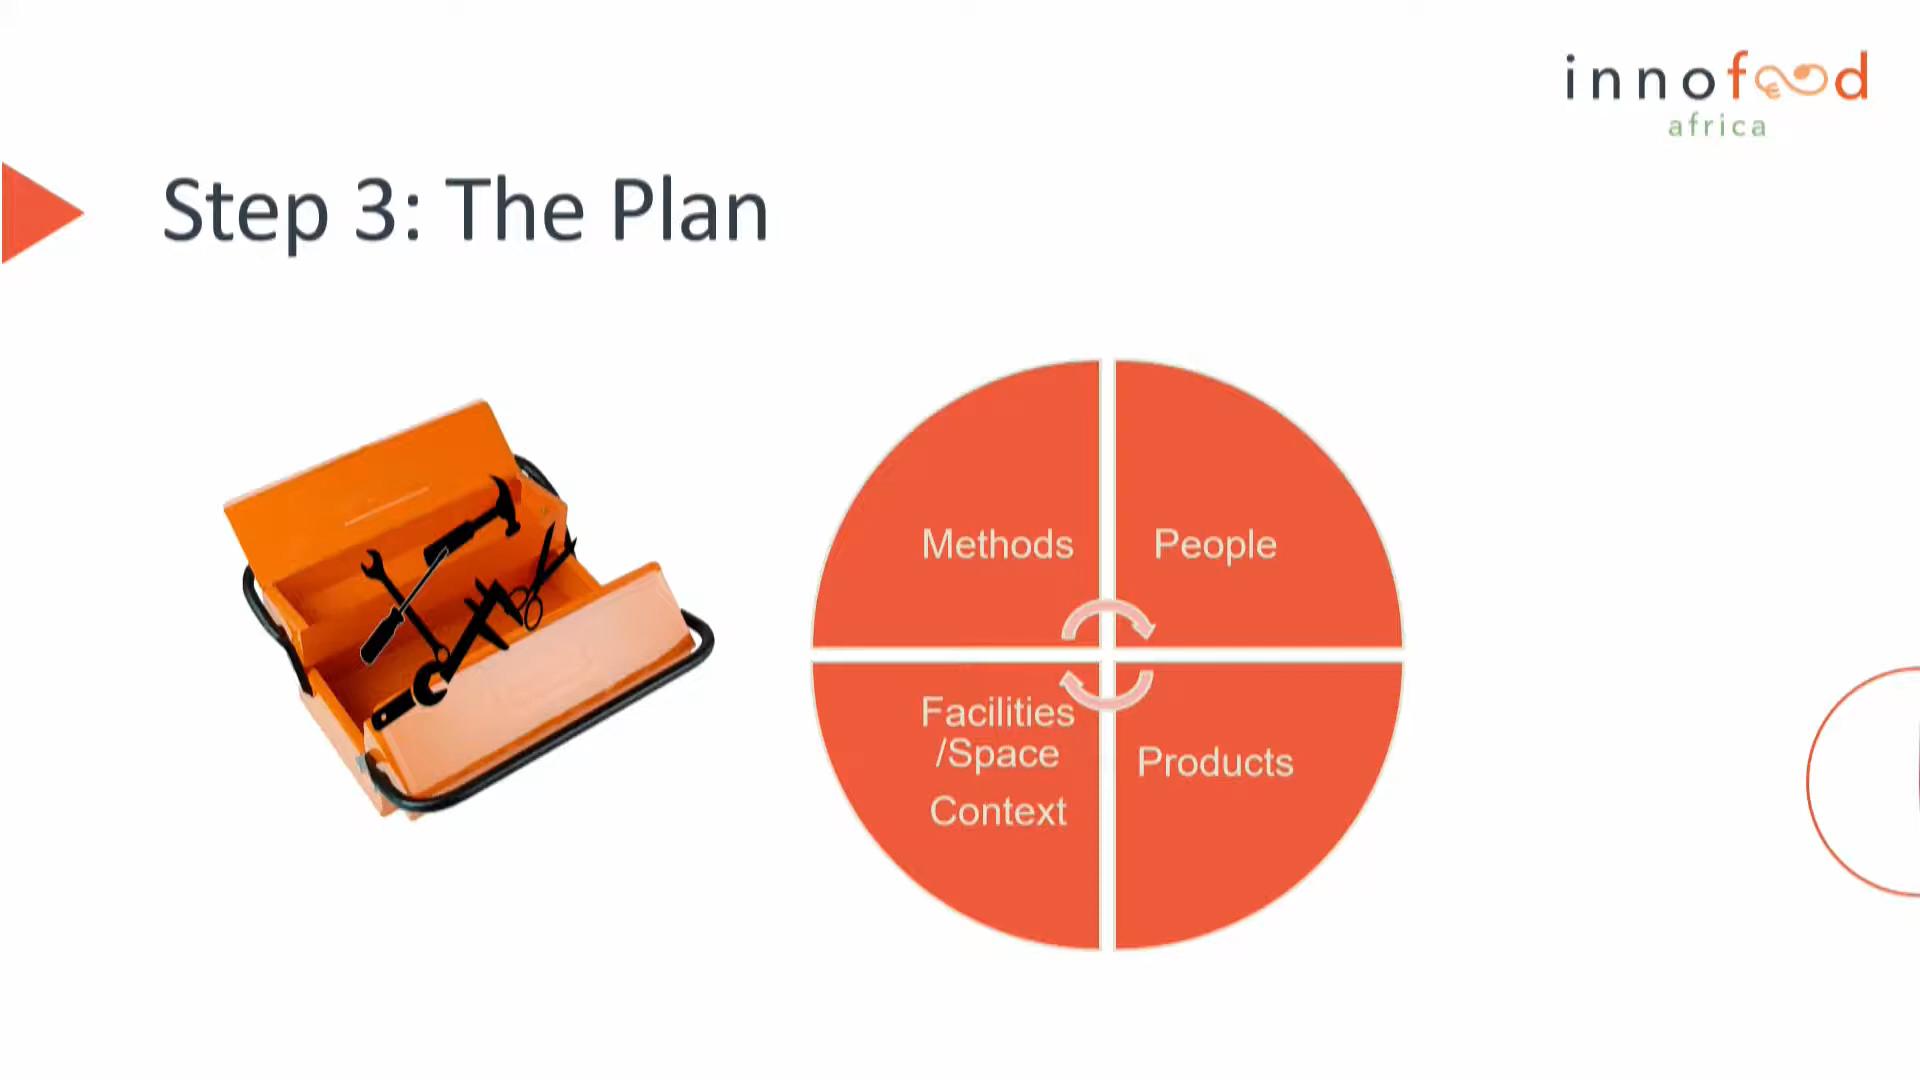 innofood
africa
Step 3: The Plan
Methods
People
Facilities
/Space
Context
Products